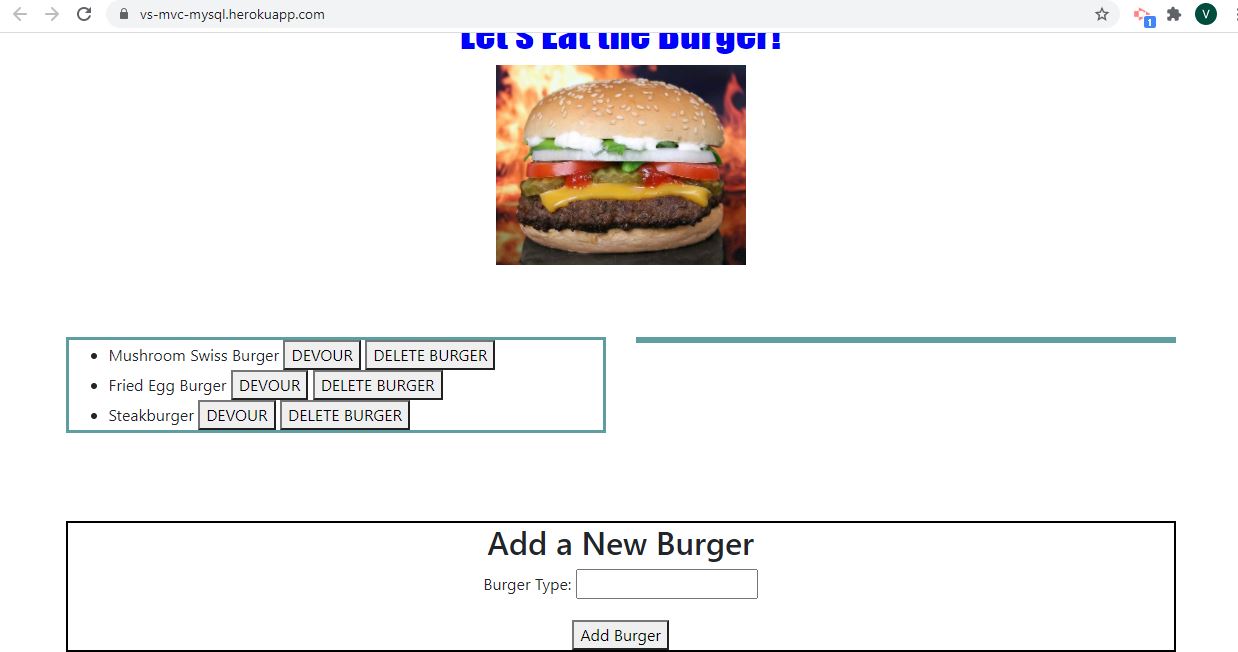 vs-mvc-mysql.herokuapp.com
1
V
Let's Eat the Burger!
Mushroom Swiss Burger DEVOUR DELETE BURGER
Fried Egg Burger DEVOUR DELETE BURGER
Steakburger DEVOUR DELETE BURGER
Add a New Burger
Burger Type:
Add Burger